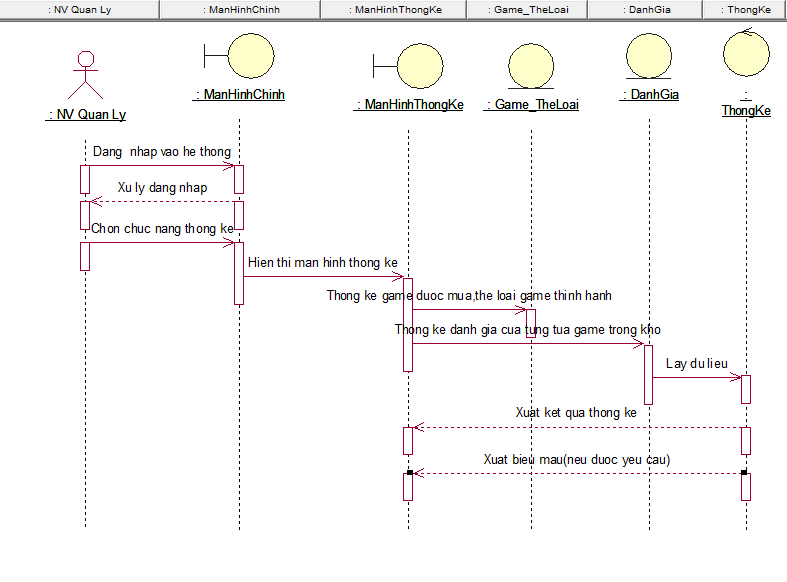 : NV Quan Ly
: ManHinhChinh
: ManHinhThongKe
: Game_TheLoai
: DanhGia
: ThongKe
: NV Quan Ly
: ManHinhChinh
: ManHinhThongKe
: Game_TheLoai
: DanhGia
:
ThongKe
Dang nhap vao he thong
Xu ly dang nhap
Chon chuc nang thong ke
Hien thi man hinh thong ke
Thong ke game duoc mua,the loai game thinh hanh
Thong ke danh gia cua tung tua game trong kho
Lay du lieu
Xuat ket qua thong ke
Xuat bieu mau(neu duoc yeu cau)